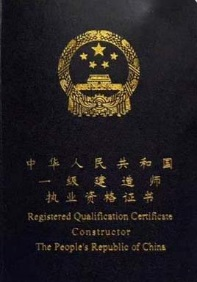 中华人民共和国
一级建造师
执业资格证书
Registered Qualification Certificate
Constructor
The People's Republic of China